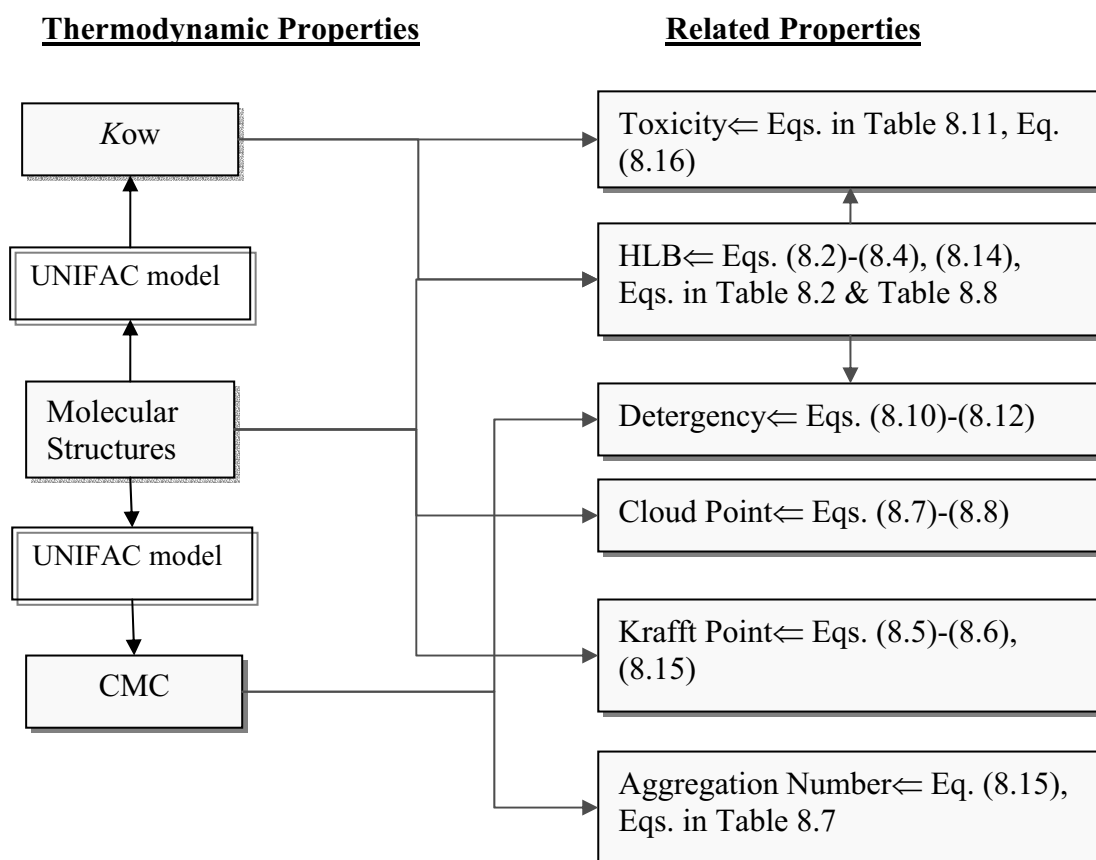 Thermodynamic Properties
Related Properties
Kow
UNIFAC model
Molecular
Structures
UNIFAC model
CMC
Toxicity⇐ Eqs. in Table 8.11, Eq.
(8.16)
HLB⇐ Eqs. (8.2)-(8.4), (8.14),
Eqs. in Table 8.2 & Table 8.8
Detergency⇐ Eqs. (8.10)-(8.12)
Cloud Point⇐ Eqs. (8.7)-(8.8)
Krafft Point⇐ Eqs. (8.5)-(8.6),
(8.15)
Aggregation Number⇐ Eq. (8.15),
Eqs. in Table 8.7